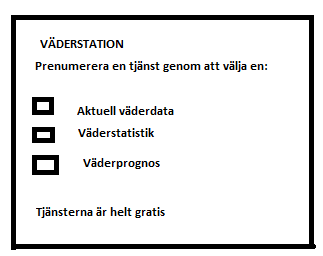 VÄDERSTATION
Prenumerera en tjänst genom att välja en:
Aktuell väderdata
Väderstatistik
Väderprognos
Tjänsterna är helt gratis